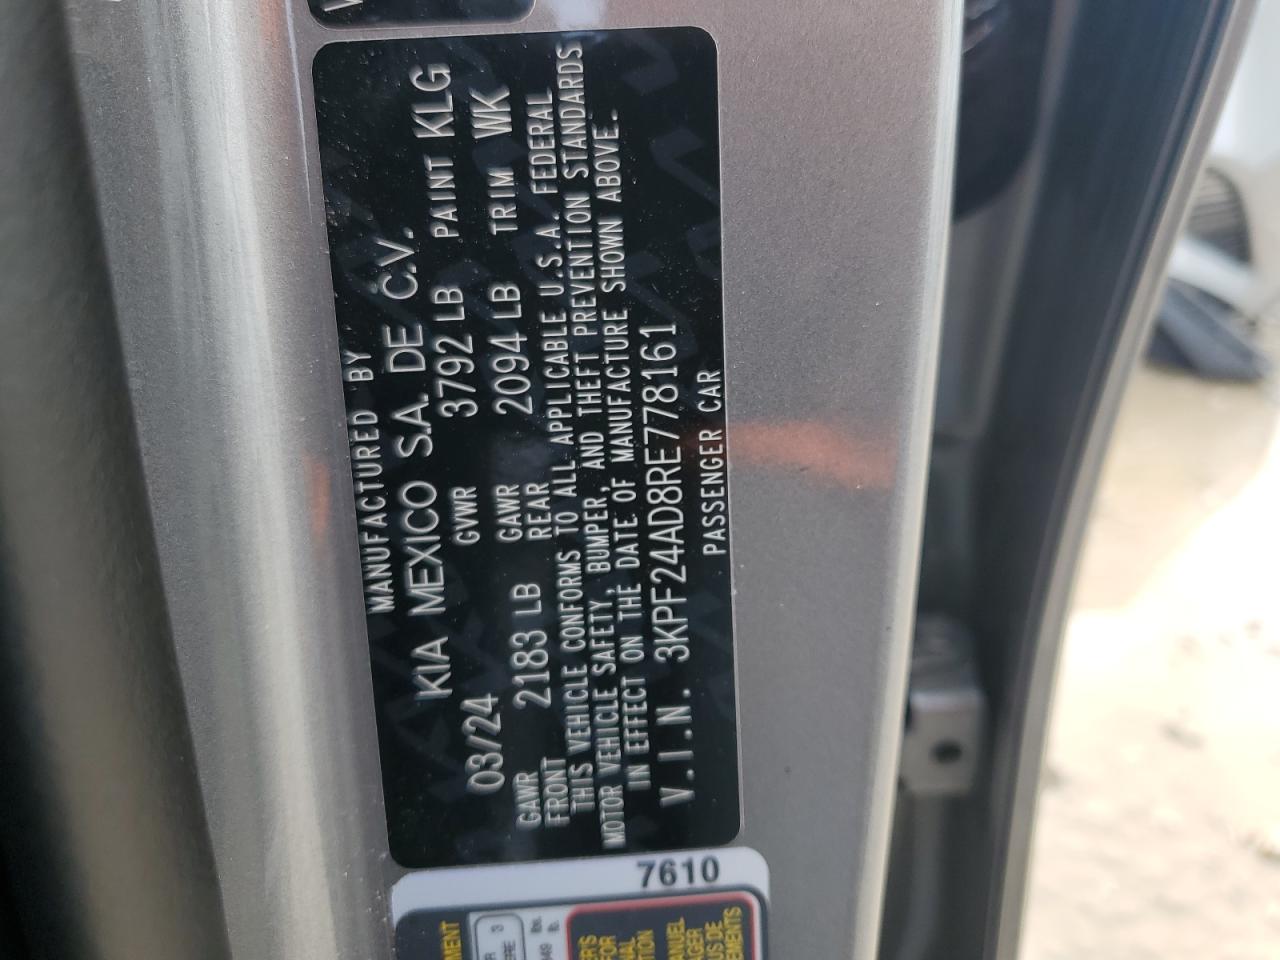 MANUFACTURED BY
KIA MEXICO S.A. DE C.V.
03/24 GVWR 3792 LB PAINT KLG
GAWR FRONT 2183 LB GAWR REAR 2094 LB TRIM WK
THIS VEHICLE CONFORMS TO ALL APPLICABLE U.S.A. FEDERAL
MOTOR VEHICLE SAFETY, BUMPER, AND THEFT PREVENTION STANDARDS
IN EFFECT ON THE DATE OF MANUFACTURE SHOWN ABOVE.
V.I.N. 3KPF24AD8RE778161
PASSENGER CAR
7610